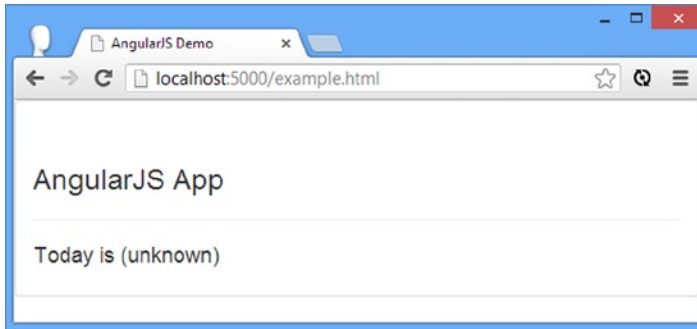 AngularJS Demo
localhost:5000/example.html
AngularJS App
Today is (unknown)